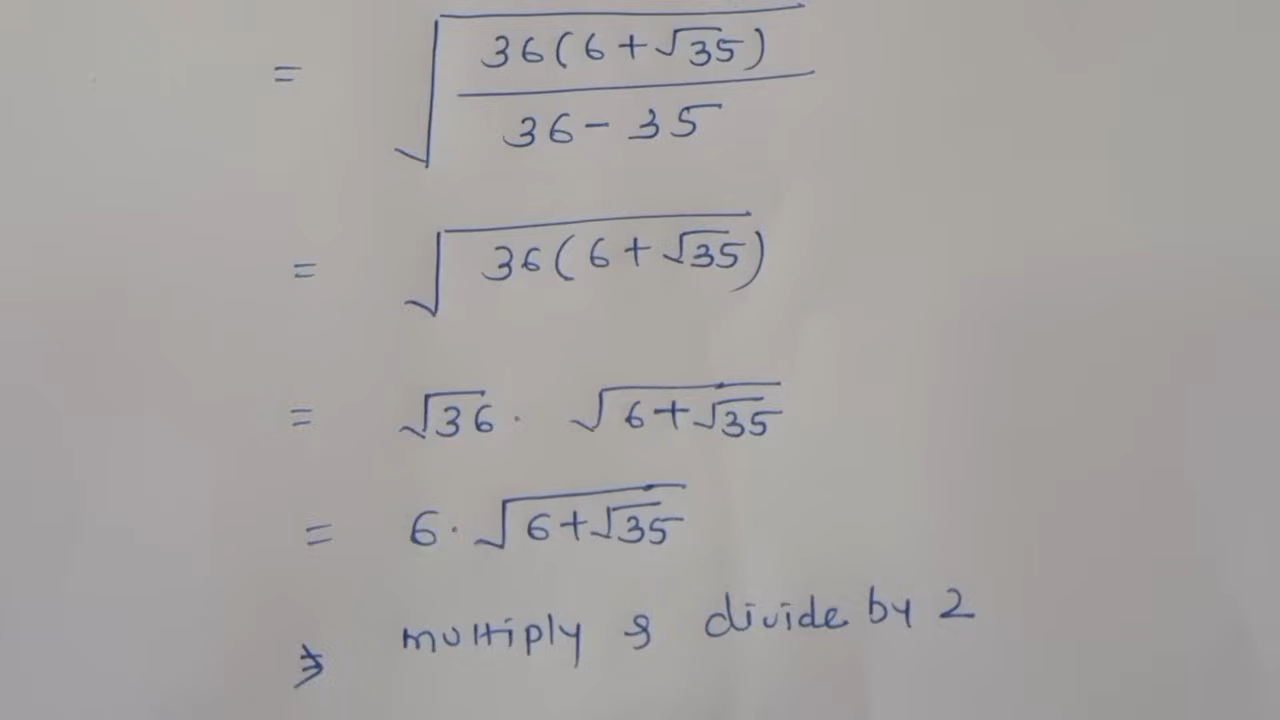 = √(36(6+√35)/(36-35))
= √(36(6+√35))
= √36 · √(6+√35)
= 6 · √(6+√35)
⇒ multiply & divide by 2